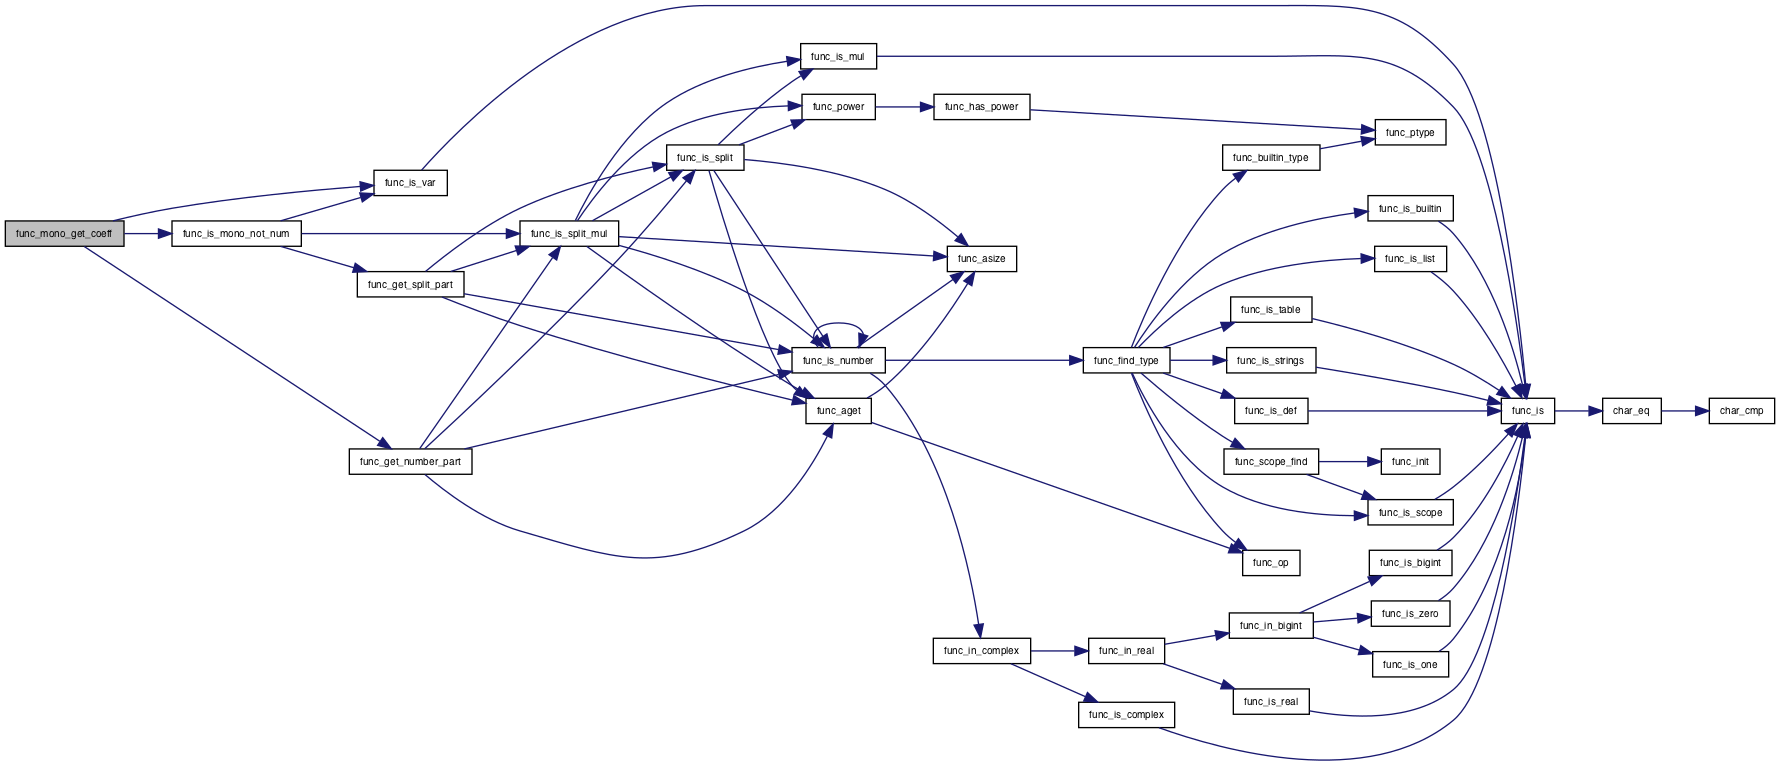 func_mono_get_coeff
func_is_var
func_is_mono_not_num
func_get_split_part
func_get_number_part
func_is_split_mul
func_is_split
func_is_mul
func_power
func_has_power
func_asize
func_is_number
func_aget
func_in_complex
func_find_type
func_in_real
func_is_complex
func_builtin_type
func_ptype
func_is_builtin
func_is_list
func_is_table
func_is_strings
func_is_def
func_scope_find
func_init
func_is_scope
func_op
func_is_bigint
func_in_bigint
func_is_zero
func_is_one
func_is_real
func_is
char_eq
char_cmp